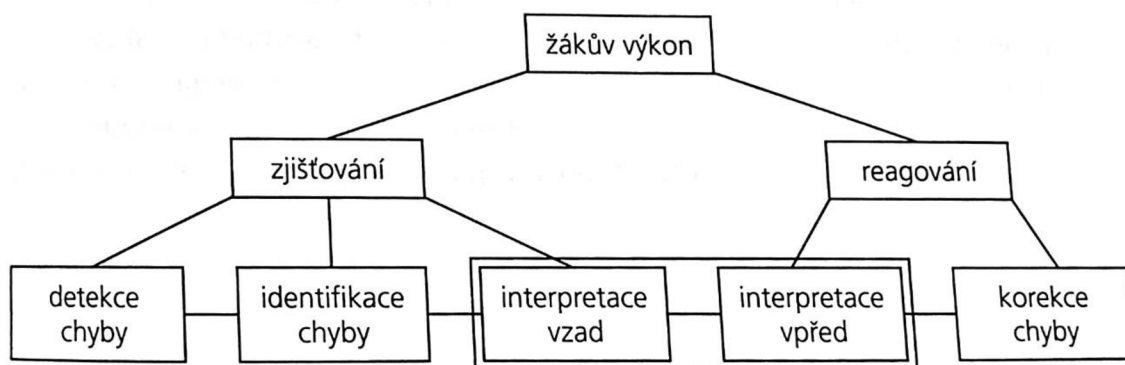 žákův výkon
zjišťování
reagování
detekce
chyby
identifikace
chyby
interpretace
vzad
interpretace
vpřed
korekce
chyby